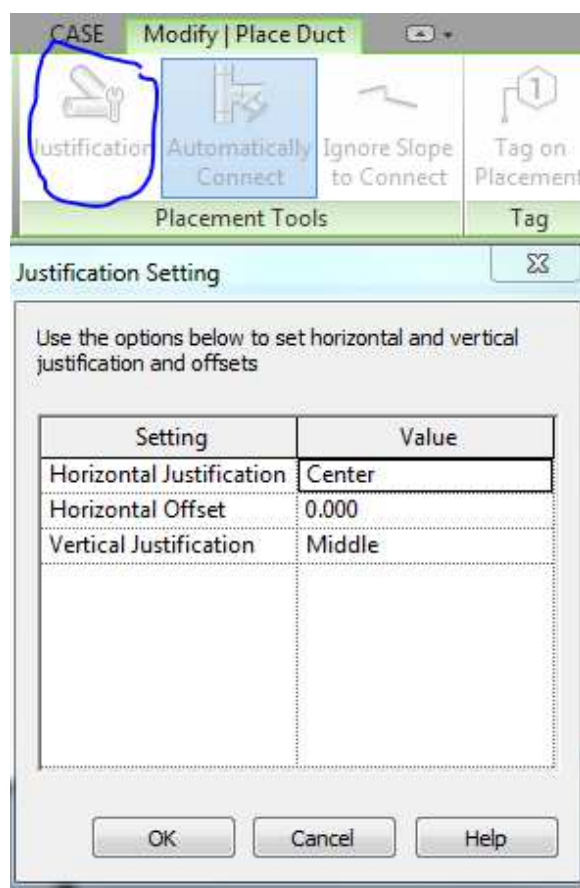 CASE Modify | Place Duct
Justification Automatically Ignore Slope Tag on
Connect to Connect Placement
1
Placement Tools Tag
Justification Setting
Use the options below to set horizontal and vertical
justification and offsets
Setting Value
Horizontal Justification Center
Horizontal Offset 0.000
Vertical Justification Middle
OK Cancel Help